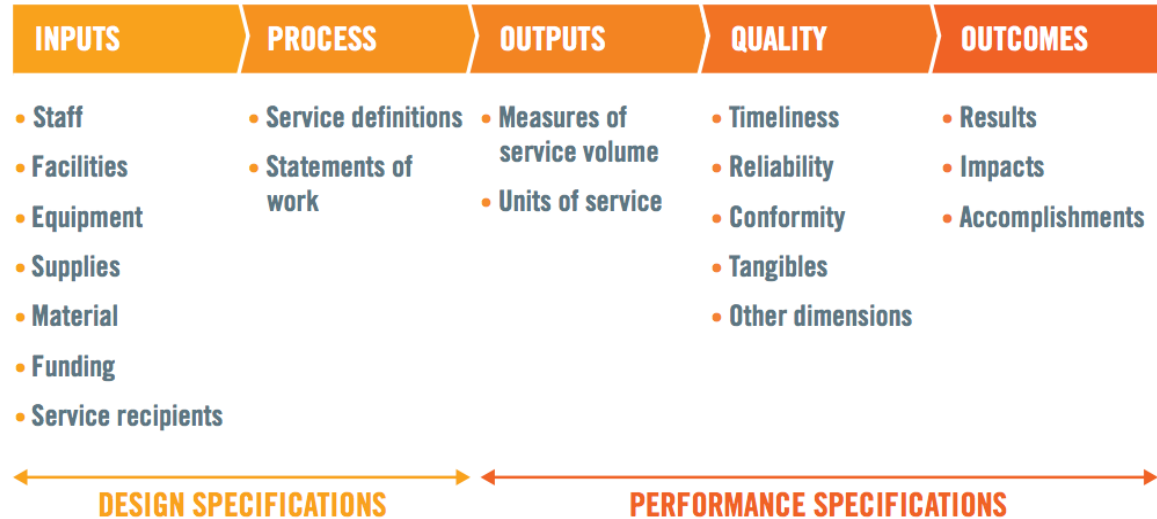 INPUTS
PROCESS
OUTPUTS
QUALITY
OUTCOMES
• Staff
• Facilities
• Equipment
• Supplies
• Material
• Funding
• Service recipients
• Service definitions
• Statements of
work
• Measures of
service volume
• Units of service
• Timeliness
• Reliability
• Conformity
• Tangibles
• Other dimensions
• Results
• Impacts
• Accomplishments
DESIGN SPECIFICATIONS
PERFORMANCE SPECIFICATIONS